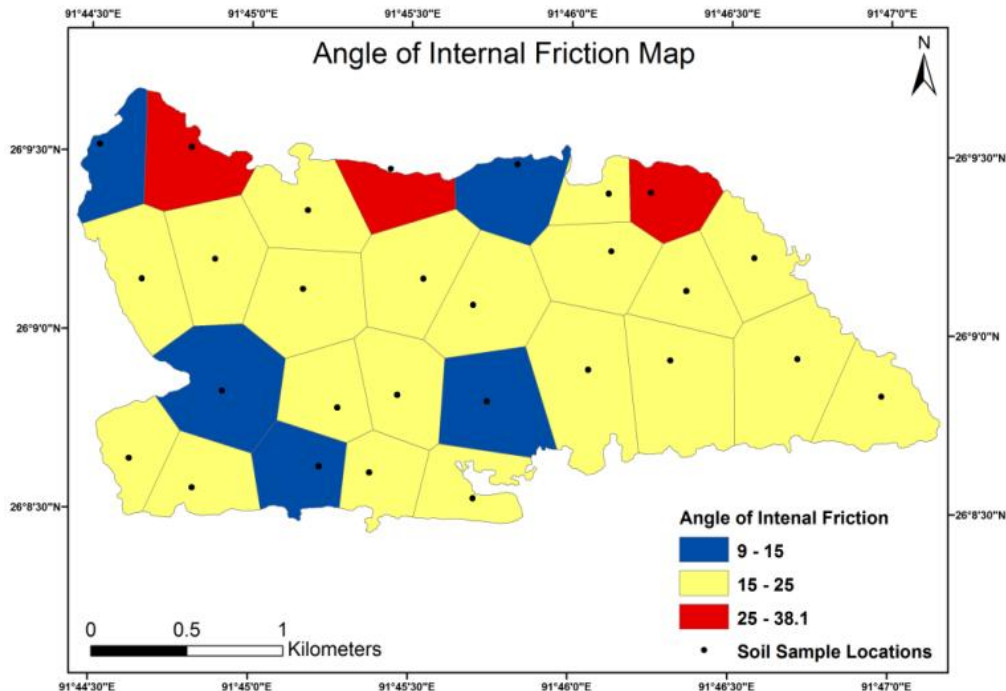 91°44'30"E 91°45'0"E 91°45'30"E 91°46'0"E 91°46'30"E 91°47'0"E
Angle of Internal Friction Map
N
26°9'30"N 26°9'30"N
26°9'0"N 26°9'0"N
26°8'30"N 26°8'30"N
Angle of Intenal Friction
9 - 15
15 - 25
25 - 38.1
Soil Sample Locations
0 0.5 1
Kilometers
91°44'30"E 91°45'0"E 91°45'30"E 91°46'0"E 91°46'30"E 91°47'0"E